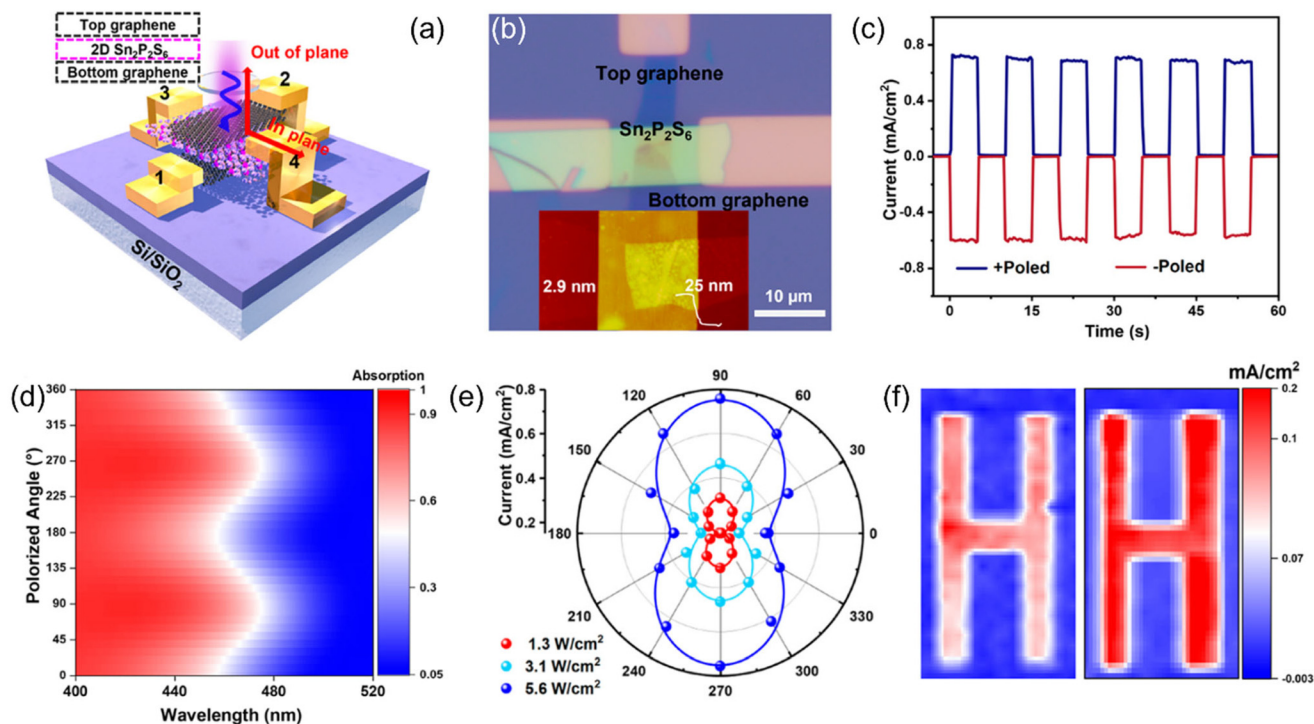 (a)
Top graphene
2D Sn₂P₂S₆
Bottom graphene
Out of plane
In plane
3
2
4
1
Si/SiO₂
(b)
Top graphene
Sn₂P₂S₆
Bottom graphene
2.9 nm
25 nm
10 μm
(c)
Current (mA/cm²)
0.8
0.4
0.0
-0.4
-0.8
+Poled
-Poled
0
15
30
45
60
Time (s)
(d)
Absorption
Polorized Angle (°)
360
315
270
225
180
135
90
45
0
400
440
480
520
Wavelength (nm)
1
0.9
0.6
0.3
0.05
(e)
Current (mA/cm²)
0.8
0.6
0.4
0.2
90
60
30
0
330
300
270
240
210
180
150
120
1.3 W/cm²
3.1 W/cm²
5.6 W/cm²
(f)
mA/cm²
0.2
0.1
0.07
-0.003